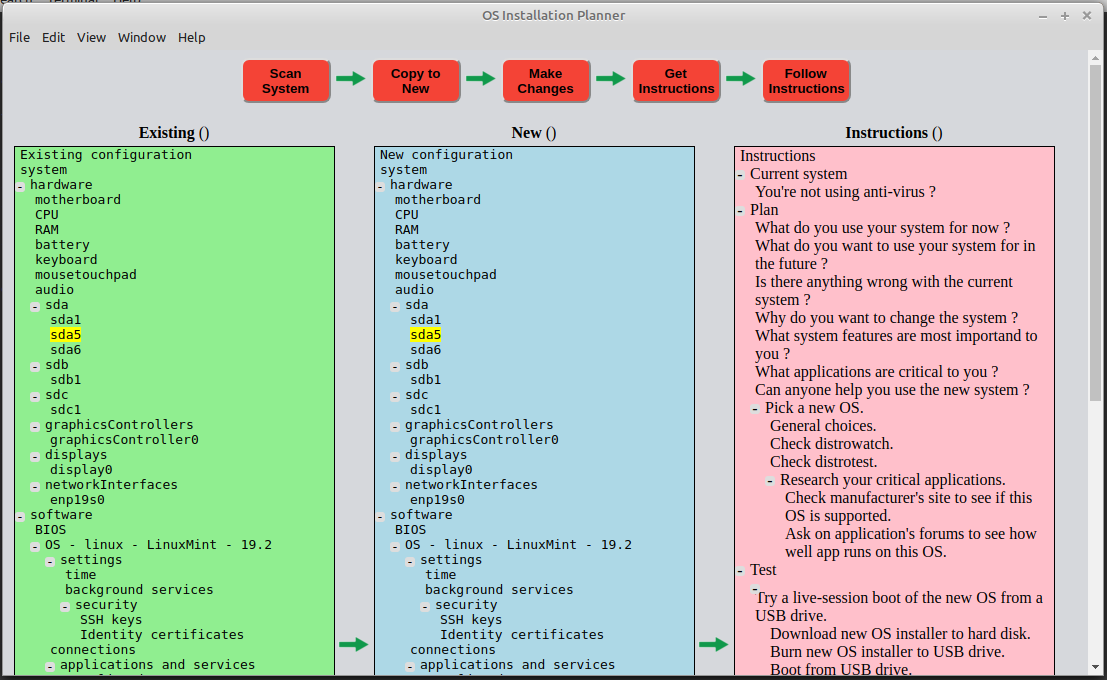 OS Installation Planner
File Edit View Window Help
Scan System
Copy to New
Make Changes
Get Instructions
Follow Instructions
Existing ()
Existing configuration
system
- hardware
motherboard
CPU
RAM
battery
keyboard
mousetouchpad
audio
- sda
sda1
sda5
sda6
- sdb
sdb1
- sdc
sdc1
- graphicsControllers
graphicsController0
- displays
display0
- networkInterfaces
enp19s0
- software
BIOS
- OS - linux - LinuxMint - 19.2
- settings
time
background services
- security
SSH keys
Identity certificates
connections
- applications and services
New ()
New configuration
system
- hardware
motherboard
CPU
RAM
battery
keyboard
mousetouchpad
audio
- sda
sda1
sda5
sda6
- sdb
sdb1
- sdc
sdc1
- graphicsControllers
graphicsController0
- displays
display0
- networkInterfaces
enp19s0
- software
BIOS
- OS - linux - LinuxMint - 19.2
- settings
time
background services
- security
SSH keys
Identity certificates
connections
- applications and services
Instructions ()
Instructions
- Current system
You're not using anti-virus ?
- Plan
What do you use your system for now ?
What do you want to use your system for in
the future ?
Is there anything wrong with the current
system ?
Why do you want to change the system ?
What system features are most importand to
you ?
What applications are critical to you ?
Can anyone help you use the new system ?
- Pick a new OS.
General choices.
Check distrowatch.
Check distrotest.
- Research your critical applications.
Check manufacturer's site to see if this
OS is supported.
Ask on application's forums to see how
well app runs on this OS.
- Test
- Try a live-session boot of the new OS from a
USB drive.
Download new OS installer to hard disk.
Burn new OS installer to USB drive.
Boot from USB drive.